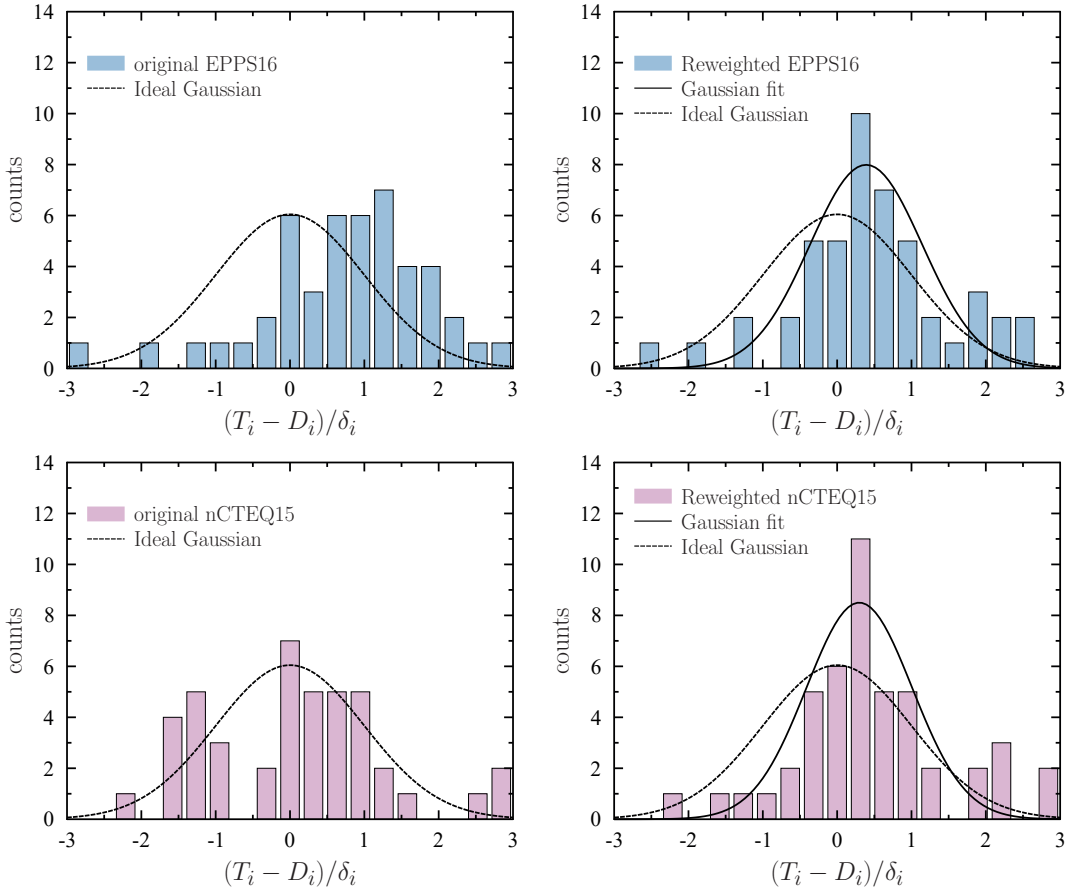 14
12
10
8
6
4
2
0
counts
original EPPS16
Ideal Gaussian
-3 -2 -1 0 1 2 3
(T_i − D_i)/δ_i
14
12
10
8
6
4
2
0
counts
Reweighted EPPS16
Gaussian fit
Ideal Gaussian
-3 -2 -1 0 1 2 3
(T_i − D_i)/δ_i
14
12
10
8
6
4
2
0
counts
original nCTEQ15
Ideal Gaussian
-3 -2 -1 0 1 2 3
(T_i − D_i)/δ_i
14
12
10
8
6
4
2
0
counts
Reweighted nCTEQ15
Gaussian fit
Ideal Gaussian
-3 -2 -1 0 1 2 3
(T_i − D_i)/δ_i